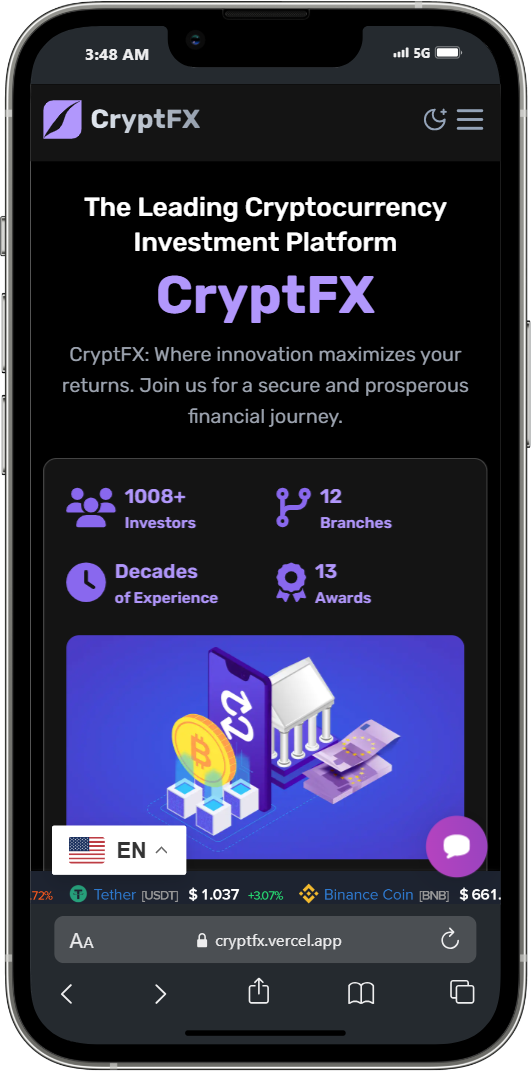 3:48 AM
5G
CryptFX
The Leading Cryptocurrency
Investment Platform
CryptFX
CryptFX: Where innovation maximizes your
returns. Join us for a secure and prosperous
financial journey.
1008+
Investors
12
Branches
Decades
of Experience
13
Awards
EN
.72% Tether [USDT] $ 1.037 +3.07% Binance Coin [BNB] $ 661.
AA cryptfx.vercel.app